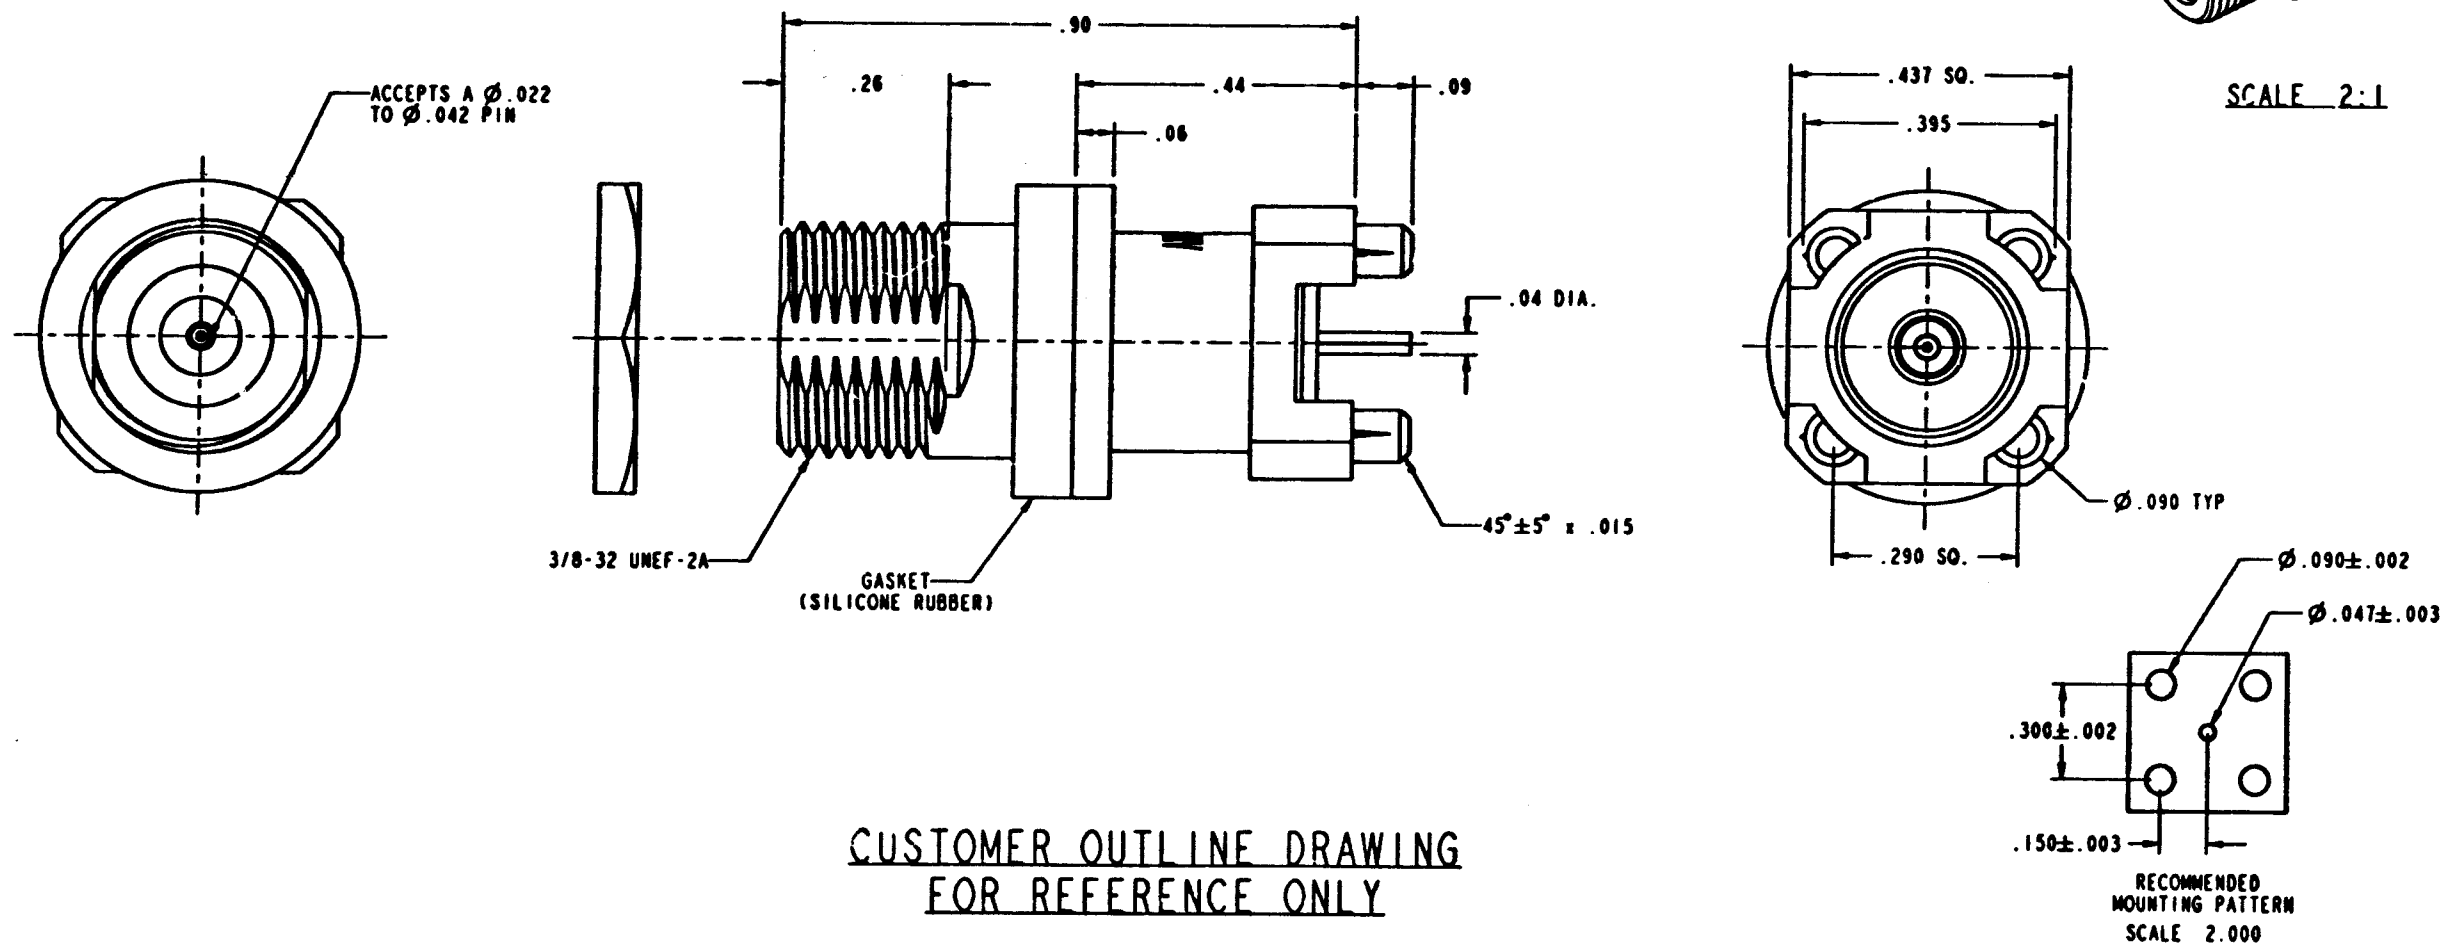 .90
ACCEPTS A Ø.022
TO Ø.042 PIN
.26
.44
.09
.06
.437 SQ.
.395
SCALE 2:1
.04 DIA.
45°±5° x .015
Ø.090 TYP
3/8-32 UNEF-2A
GASKET
(SILICONE RUBBER)
.290 SQ.
Ø.090±.002
Ø.047±.003
.300±.002
.150±.003
RECOMMENDED
MOUNTING PATTERN
SCALE 2.000
CUSTOMER OUTLINE DRAWING
FOR REFERENCE ONLY